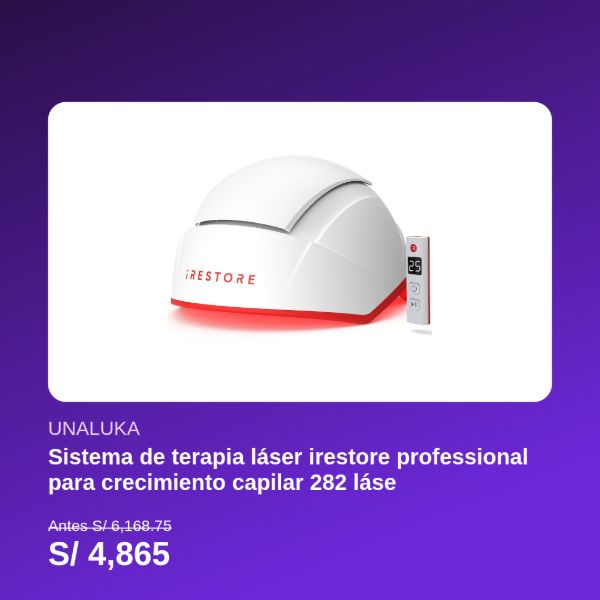 iRESTORE
25
UNALUKA
Sistema de terapia láser irestore professional
para crecimiento capilar 282 láse
Antes S/ 6,168.75
S/ 4,865